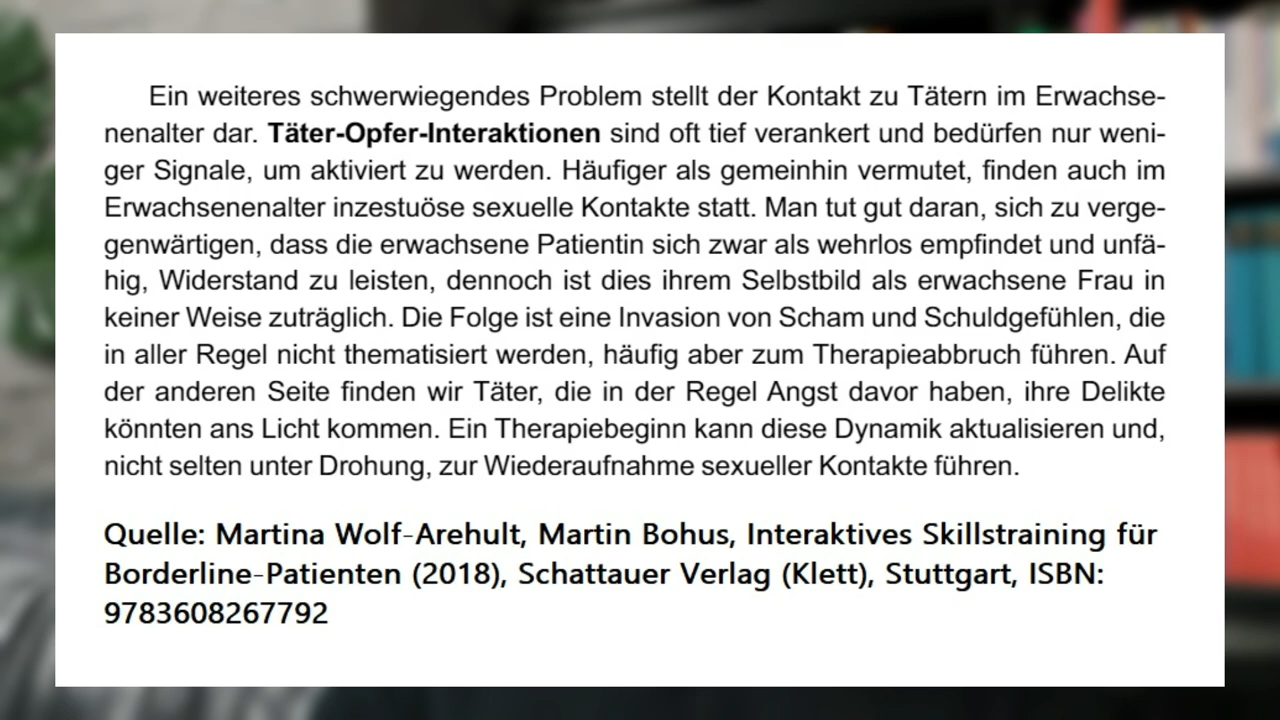 Ein weiteres schwerwiegendes Problem stellt der Kontakt zu Tätern im Erwachse-
nenalter dar. Täter-Opfer-Interaktionen sind oft tief verankert und bedürfen nur weni-
ger Signale, um aktiviert zu werden. Häufiger als gemeinhin vermutet, finden auch im
Erwachsenenalter inzestuöse sexuelle Kontakte statt. Man tut gut daran, sich zu verge-
genwärtigen, dass die erwachsene Patientin sich zwar als wehrlos empfindet und unfä-
hig, Widerstand zu leisten, dennoch ist dies ihrem Selbstbild als erwachsene Frau in
keiner Weise zuträglich. Die Folge ist eine Invasion von Scham und Schuldgefühlen, die
in aller Regel nicht thematisiert werden, häufig aber zum Therapieabbruch führen. Auf
der anderen Seite finden wir Täter, die in der Regel Angst davor haben, ihre Delikte
könnten ans Licht kommen. Ein Therapiebeginn kann diese Dynamik aktualisieren und,
nicht selten unter Drohung, zur Wiederaufnahme sexueller Kontakte führen.
Quelle: Martina Wolf-Arehult, Martin Bohus, Interaktives Skillstraining für
Borderline-Patienten (2018), Schattauer Verlag (Klett), Stuttgart, ISBN:
9783608267792